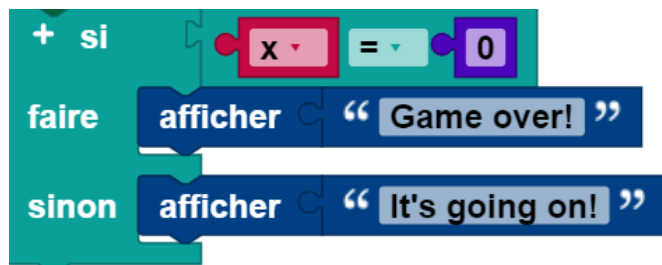 + si x = 0
faire afficher “ Game over! ”
sinon afficher “ It's going on! ”